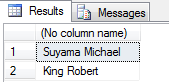 Results Messages
(No column name)
1 Suyama Michael
2 King Robert